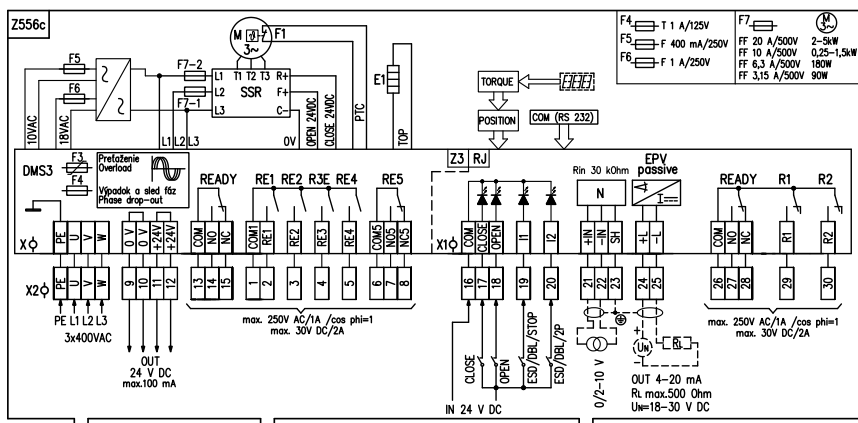 Z556c
F5
F6
10VAC
18VAC
F7-2
F7-1
L1
L2
L3
M
3~
F1
T1 T2 T3
L1
L2
L3
SSR
R+
F+
C-
0V
OPEN 24VDC
CLOSE 24VDC
PTC
E1
TOP
TORQUE
POSITION
COM (RS 232)
F4 T 1 A/125V
F5 F 400 mA/250V
F6 F 1 A/250V
F7
M
3~
FF 20 A/500V 2-5kW
FF 10 A/500V 0,25-1,5kW
FF 6,3 A/500V 180W
FF 3,15 A/500V 90W
DMS3
F3
F4
Preťaženie
Overload
Výpadok a sled fáz
Phase drop-out
READY
RE1 RE2 R3E RE4
RE5
Z3 RJ
Rin 30 kOhm
N
EPV
passive
READY
R1
R2
X
PE
U
V
W
0 V
0 V
+24V
+24V
COM
NO
NC
COM1
RE1
RE2
RE3
RE4
COM5
NO5
NC5
X1
COM
CLOSE
OPEN
I1
I2
+IN
-IN
SH
+L
-L
COM
NO
NC
R1
R2
X2
PE
U
V
W
9
10
11
12
13
14
15
1
2
3
4
5
6
7
8
16
17
18
19
20
21
22
23
24
25
26
27
28
29
30
PE L1 L2 L3
3x400VAC
OUT
24 V DC
max.100 mA
max. 250V AC/1A /cos phi=1
max. 30V DC/2A
CLOSE
OPEN
ESD/DBL/STOP
ESD/DBL/2P
IN 24 V DC
0/2-10 V
+
UN
-
RL
OUT 4-20 mA
RL max.500 Ohm
UN=18-30 V DC
max. 250V AC/1A /cos phi=1
max. 30V DC/2A